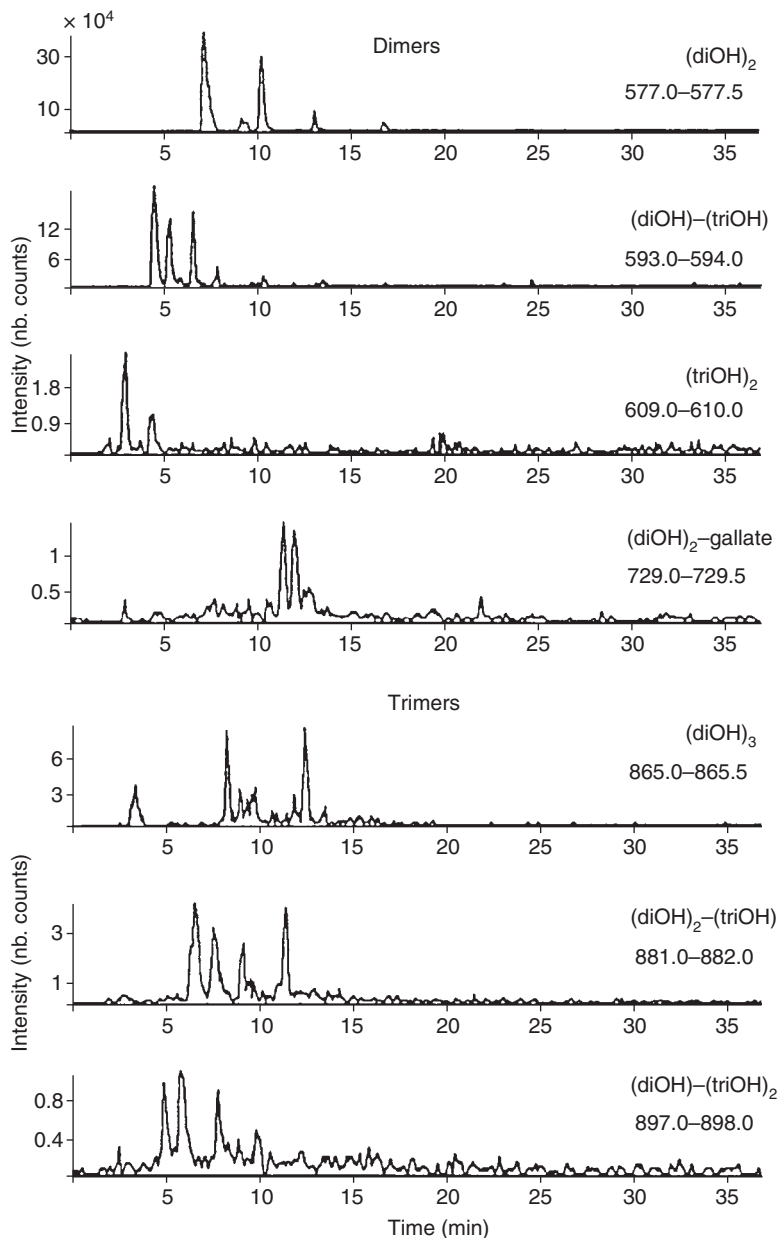 × 10⁴
Dimers
(diOH)₂
577.0–577.5
30
10
5 10 15 20 25 30 35
Intensity (nb. counts)
(diOH)–(triOH)
593.0–594.0
12
6
5 10 15 20 25 30 35
(triOH)₂
609.0–610.0
1.8
0.9
5 10 15 20 25 30 35
(diOH)₂–gallate
729.0–729.5
1
0.5
5 10 15 20 25 30 35
Trimers
(diOH)₃
865.0–865.5
6
3
5 10 15 20 25 30 35
Intensity (nb. counts)
(diOH)₂–(triOH)
881.0–882.0
3
1
5 10 15 20 25 30 35
(diOH)–(triOH)₂
897.0–898.0
0.8
0.4
5 10 15 20 25 30 35
Time (min)